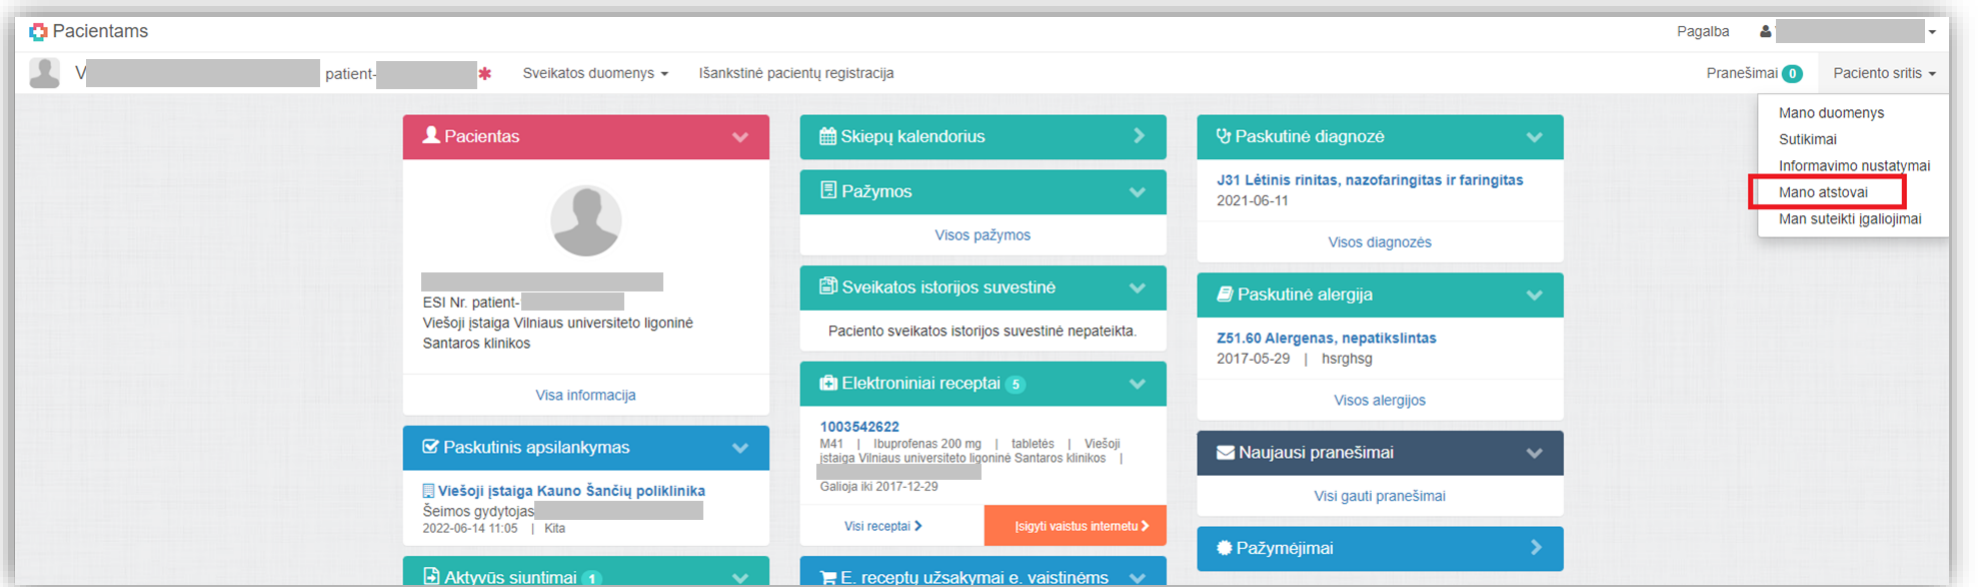 Pacientams
Pagalba
V patient- * Sveikatos duomenys Išankstinė pacientų registracija
Pranešimai 0 Paciento sritis
Mano duomenys
Sutikimai
Informavimo nustatymai
Mano atstovai
Man suteikti įgaliojimai
Pacientas
ESI Nr. patient-
Viešoji įstaiga Vilniaus universiteto ligoninė
Santaros klinikos
Visa informacija
Paskutinis apsilankymas
Viešoji įstaiga Kauno Šančių poliklinika
Šeimos gydytojas
2022-06-14 11:05 | Kita
Aktyvūs siuntimai 1
Skiepų kalendorius
Pažymos
Visos pažymos
Sveikatos istorijos suvestinė
Paciento sveikatos istorijos suvestinė nepateikta.
Elektroniniai receptai 5
1003542622
M41 | Ibuprofenas 200 mg | tabletės | Viešoji
įstaiga Vilniaus universiteto ligoninė Santaros klinikos |
Galioja iki 2017-12-29
Visi receptai
Įsigyti vaistus internetu
E. receptų užsakymai e. vaistinėms
Paskutinė diagnozė
J31 Lėtinis rinitas, nazofaringitas ir faringitas
2021-06-11
Visos diagnozės
Paskutinė alergija
Z51.60 Alergenas, nepatikslintas
2017-05-29 | hsrghsg
Visos alergijos
Naujausi pranešimai
Visi gauti pranešimai
Pažymėjimai